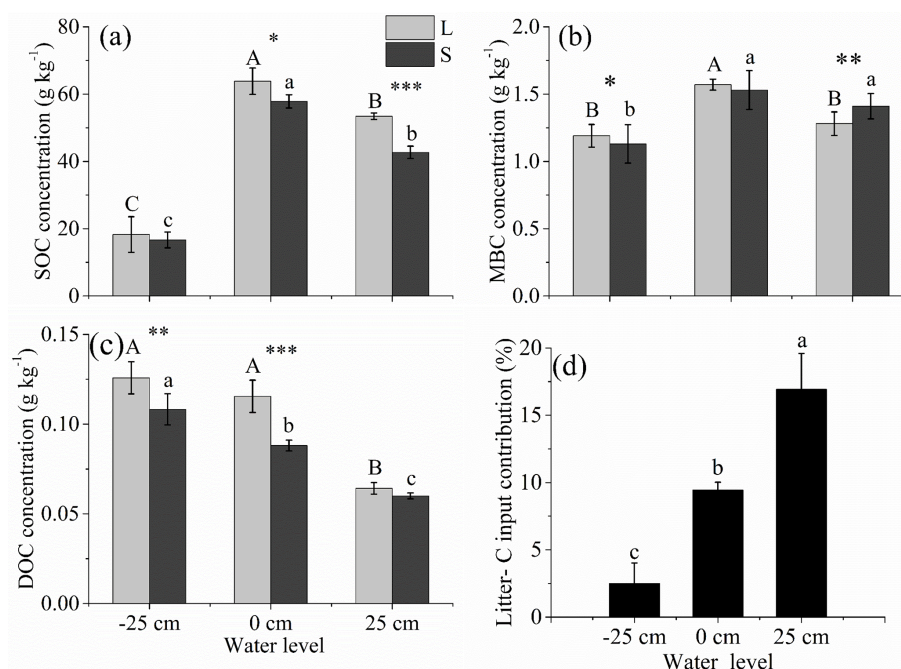 (a)
L
S
*
***
A
a
B
b
C
c
80
60
40
20
0
SOC concentration (g kg⁻¹)
(b)
*
**
B
b
A
a
B
a
2.0
1.5
1.0
0.5
0.0
MBC concentration (g kg⁻¹)
(c)
**
***
A
a
A
b
B
c
0.15
0.10
0.05
0.00
DOC concentration (g kg⁻¹)
-25 cm
0 cm
25 cm
Water level
(d)
c
b
a
20
15
10
5
0
Litter- C input contribution (%)
-25 cm
0 cm
25 cm
Water level